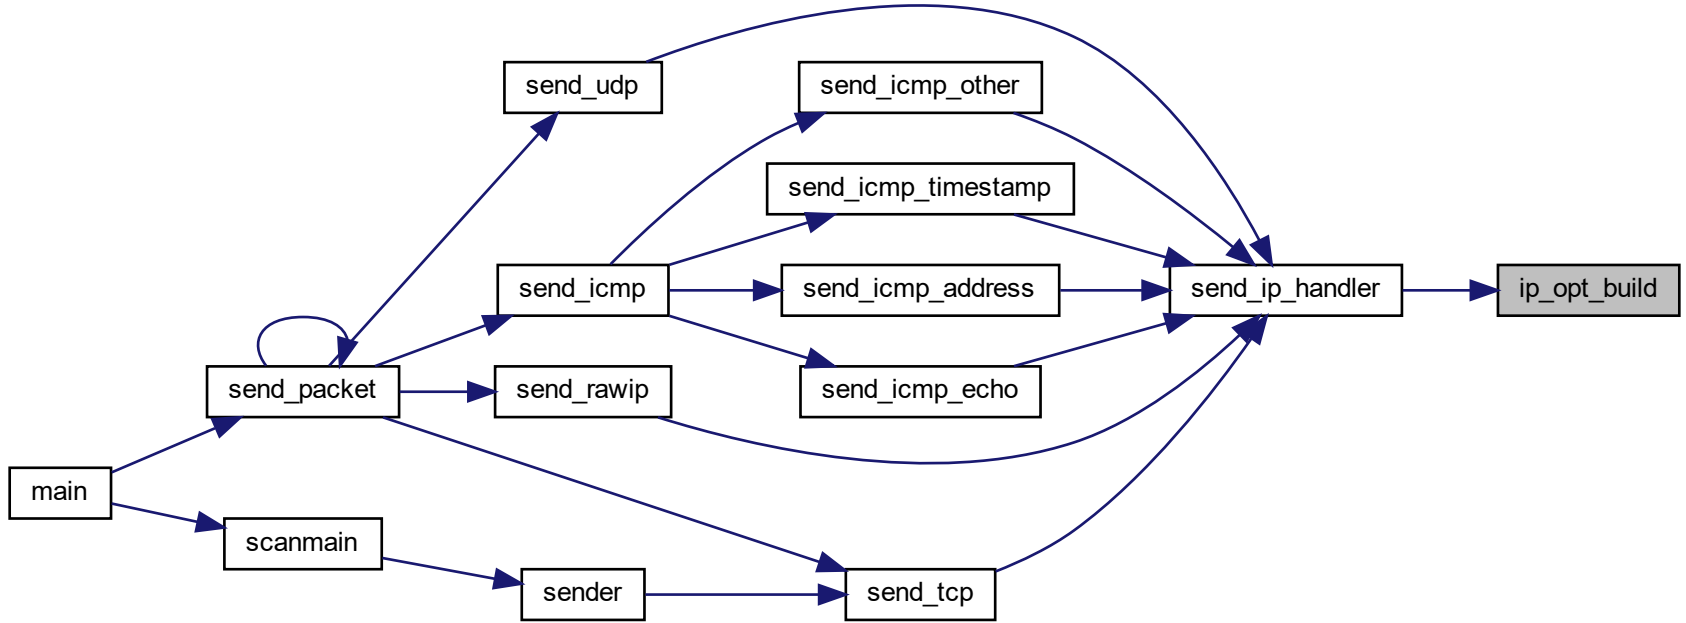 send_udp
send_icmp_other
send_icmp_timestamp
send_icmp
send_icmp_address
send_ip_handler
ip_opt_build
send_packet
send_rawip
send_icmp_echo
main
scanmain
sender
send_tcp